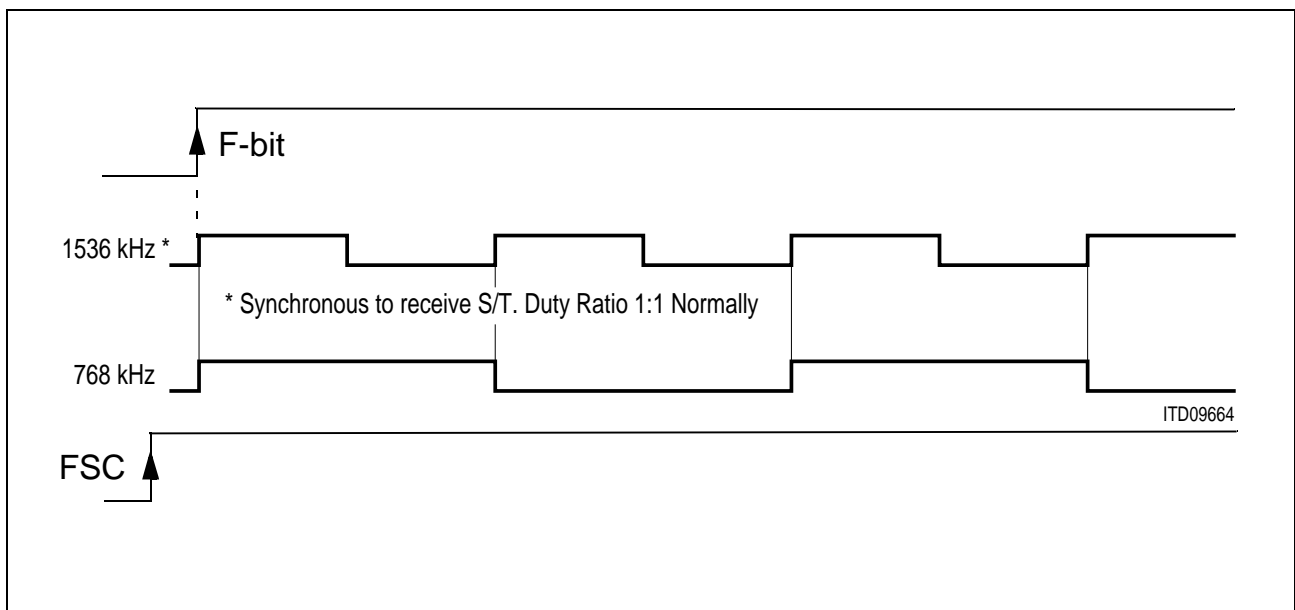 F-bit
1536 kHz *
* Synchronous to receive S/T. Duty Ratio 1:1 Normally
768 kHz
ITD09664
FSC